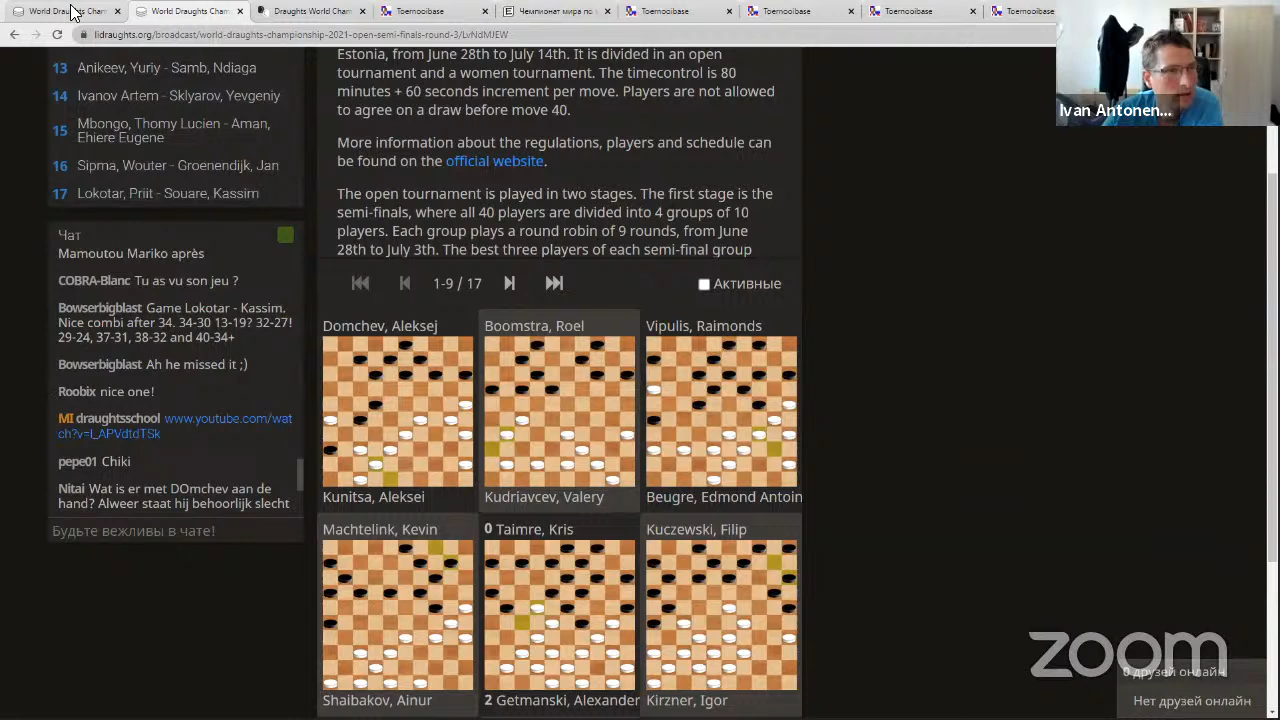 World Draughts Cham
World Draughts Cham
Draughts World Cham
Toernooibase
Чемпионат мира по
Toernooibase
Toernooibase
Toernooibase
Toernooibase
lidraughts.org/broadcast/world-draughts-championship-2021-open-semi-finals-round-3/
13 Anikeev, Yuriy - Samb, Ndiaga
14 Ivanov Artem - Sklyarov, Yevgeniy
15 Mbongo, Thomy Lucien - Aman,
Ehiere Eugene
16 Sipma, Wouter - Groenendijk, Jan
17 Lokotar, Priit - Souare, Kassim
Чат
Mamoutou Mariko après
COBRA-Blanc Tu as vu son jeu ?
Bowserbigblast Game Lokotar - Kassim.
Nice combi after 34. 34-30 13-19? 32-27!
29-24, 37-31, 38-32 and 40-34+
Bowserbigblast Ah he missed it ;)
Roobix nice one!
MI draughtsschool www.youtube.com/wat
ch?v=I_APVdtdTSk
pepe01 Chiki
Nitai Wat is er met DOmchev aan de
hand? Alweer staat hij behoorlijk slecht
Будьте вежливы в чате!
Estonia, from June 28th to July 14th. It is divided in an open
tournament and a women tournament. The timecontrol is 80
minutes + 60 seconds increment per move. Players are not allowed
to agree on a draw before move 40.
More information about the regulations, players and schedule can
be found on the official website.
The open tournament is played in two stages. The first stage is the
semi-finals, where all 40 players are divided into 4 groups of 10
players. Each group plays a round robin of 9 rounds, from June
28th to July 3th. The best three players of each semi-final group
1-9 / 17
Активные
Domchev, Aleksej
Boomstra, Roel
Vipulis, Raimonds
Kunitsa, Aleksei
Kudriavcev, Valery
Beugre, Edmond Antoin
Machtelink, Kevin
0 Taimre, Kris
Kuczewski, Filip
Shaibakov, Ainur
2 Getmanski, Alexander
Kirzner, Igor
Ivan Antonen...
zoom
0 друзей онлайн
Нет друзей онлайн